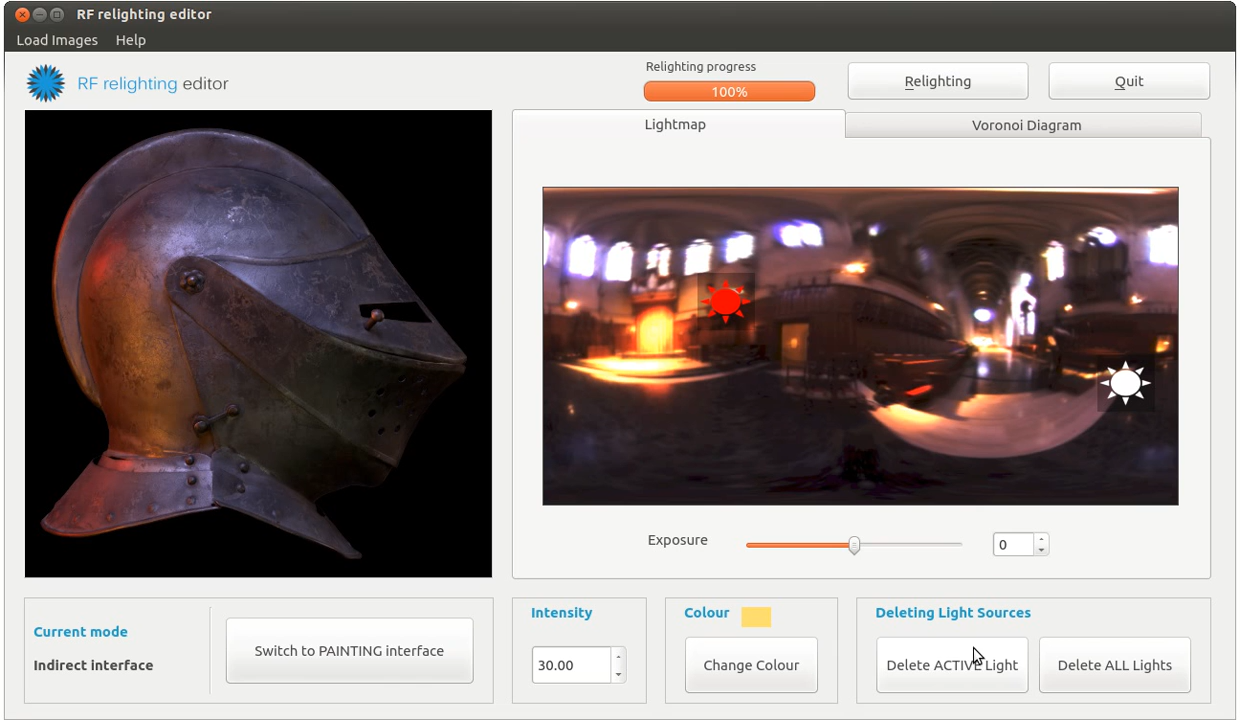 RF relighting editor
Load Images Help
RF relighting editor
Relighting progress
100%
Relighting
Quit
Lightmap
Voronoi Diagram
Exposure
0
Current mode
Indirect interface
Switch to PAINTING interface
Intensity
30.00
Colour
Change Colour
Deleting Light Sources
Delete ACTIVE Light
Delete ALL Lights